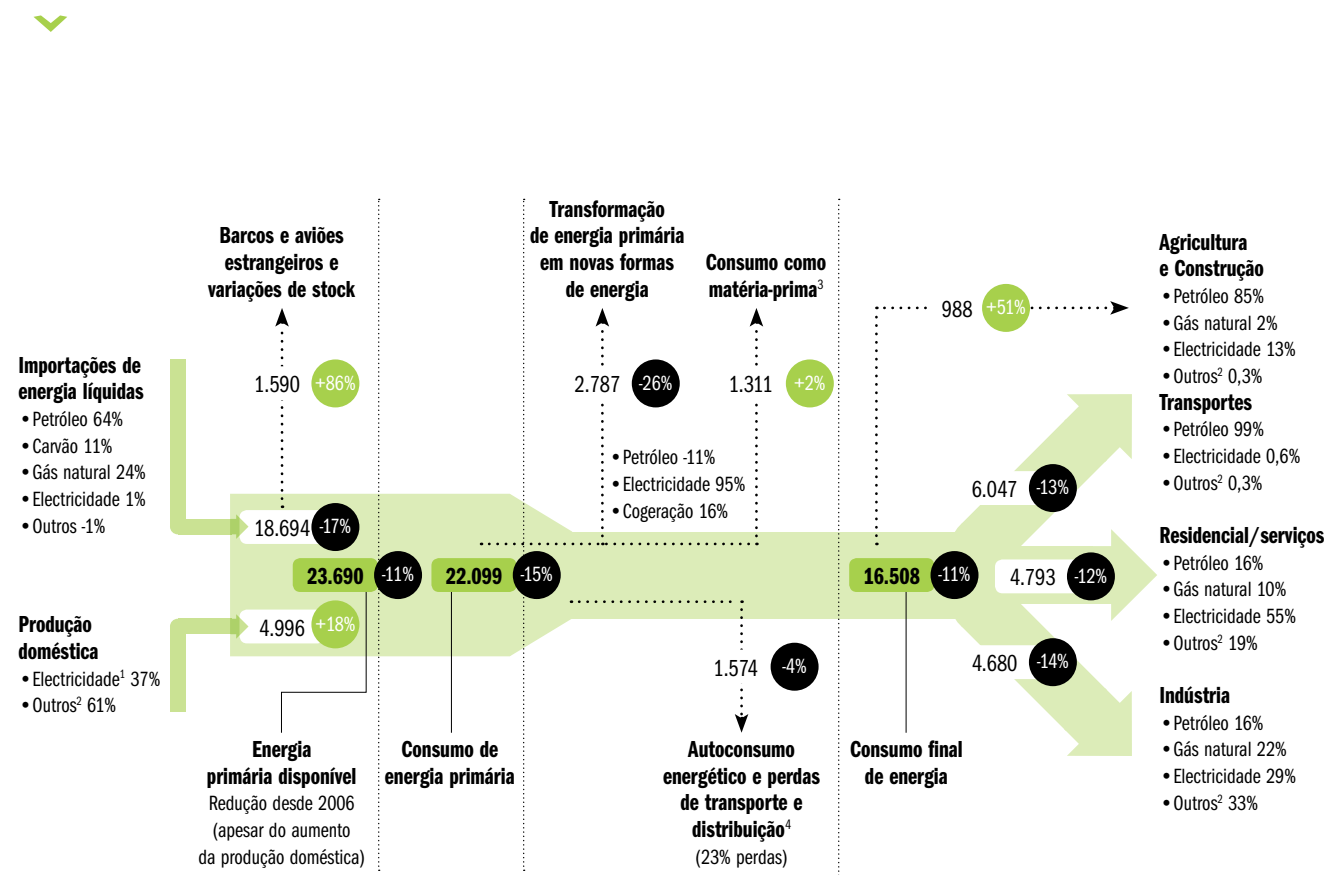 Barcos e aviões
estrangeiros e
variações de stock
1.590 +86%
Importações de
energia líquidas
• Petróleo 64%
• Carvão 11%
• Gás natural 24%
• Electricidade 1%
• Outros -1%
18.694 -17%
23.690 -11%
4.996 +18%
Produção
doméstica
• Electricidade¹ 37%
• Outros² 61%
Energia
primária disponível
Redução desde 2006
(apesar do aumento
da produção doméstica)
22.099 -15%
Consumo de
energia primária
Transformação
de energia primária
em novas formas
de energia
2.787 -26%
• Petróleo -11%
• Electricidade 95%
• Cogeração 16%
Consumo como
matéria-prima³
1.311 +2%
1.574 -4%
Autoconsumo
energético e perdas
de transporte e
distribuição⁴
(23% perdas)
16.508 -11%
Consumo final
de energia
988 +51%
Agricultura
e Construção
• Petróleo 85%
• Gás natural 2%
• Electricidade 13%
• Outros² 0,3%
6.047 -13%
Transportes
• Petróleo 99%
• Electricidade 0,6%
• Outros² 0,3%
4.793 -12%
Residencial/serviços
• Petróleo 16%
• Gás natural 10%
• Electricidade 55%
• Outros² 19%
4.680 -14%
Indústria
• Petróleo 16%
• Gás natural 22%
• Electricidade 29%
• Outros² 33%